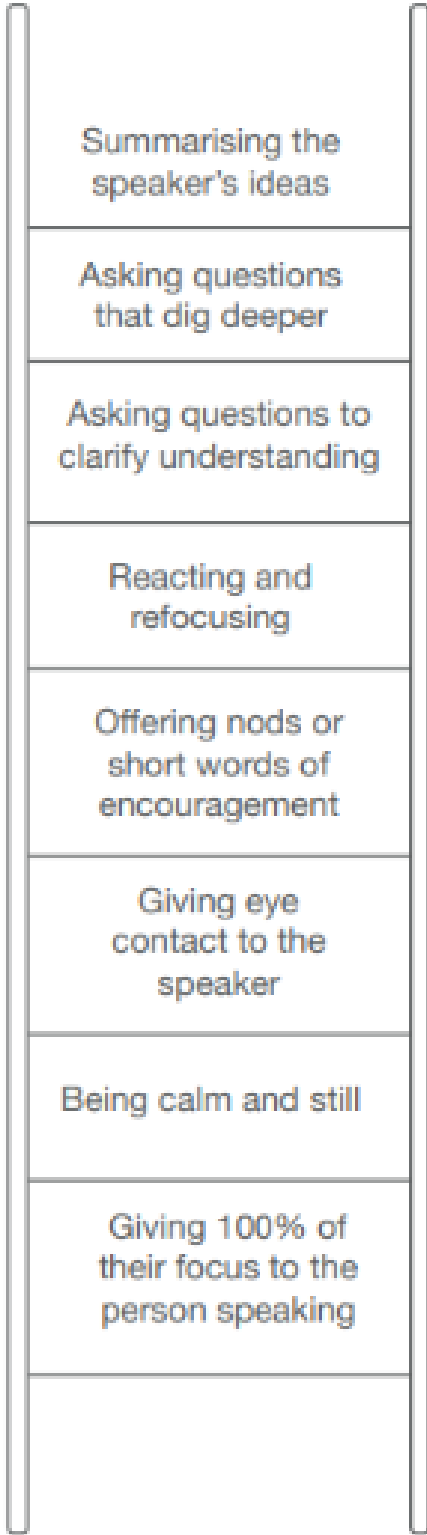 Summarising the
speaker's ideas
Asking questions
that dig deeper
Asking questions to
clarify understanding
Reacting and
refocusing
Offering nods or
short words of
encouragement
Giving eye
contact to the
speaker
Being calm and still
Giving 100% of
their focus to the
person speaking